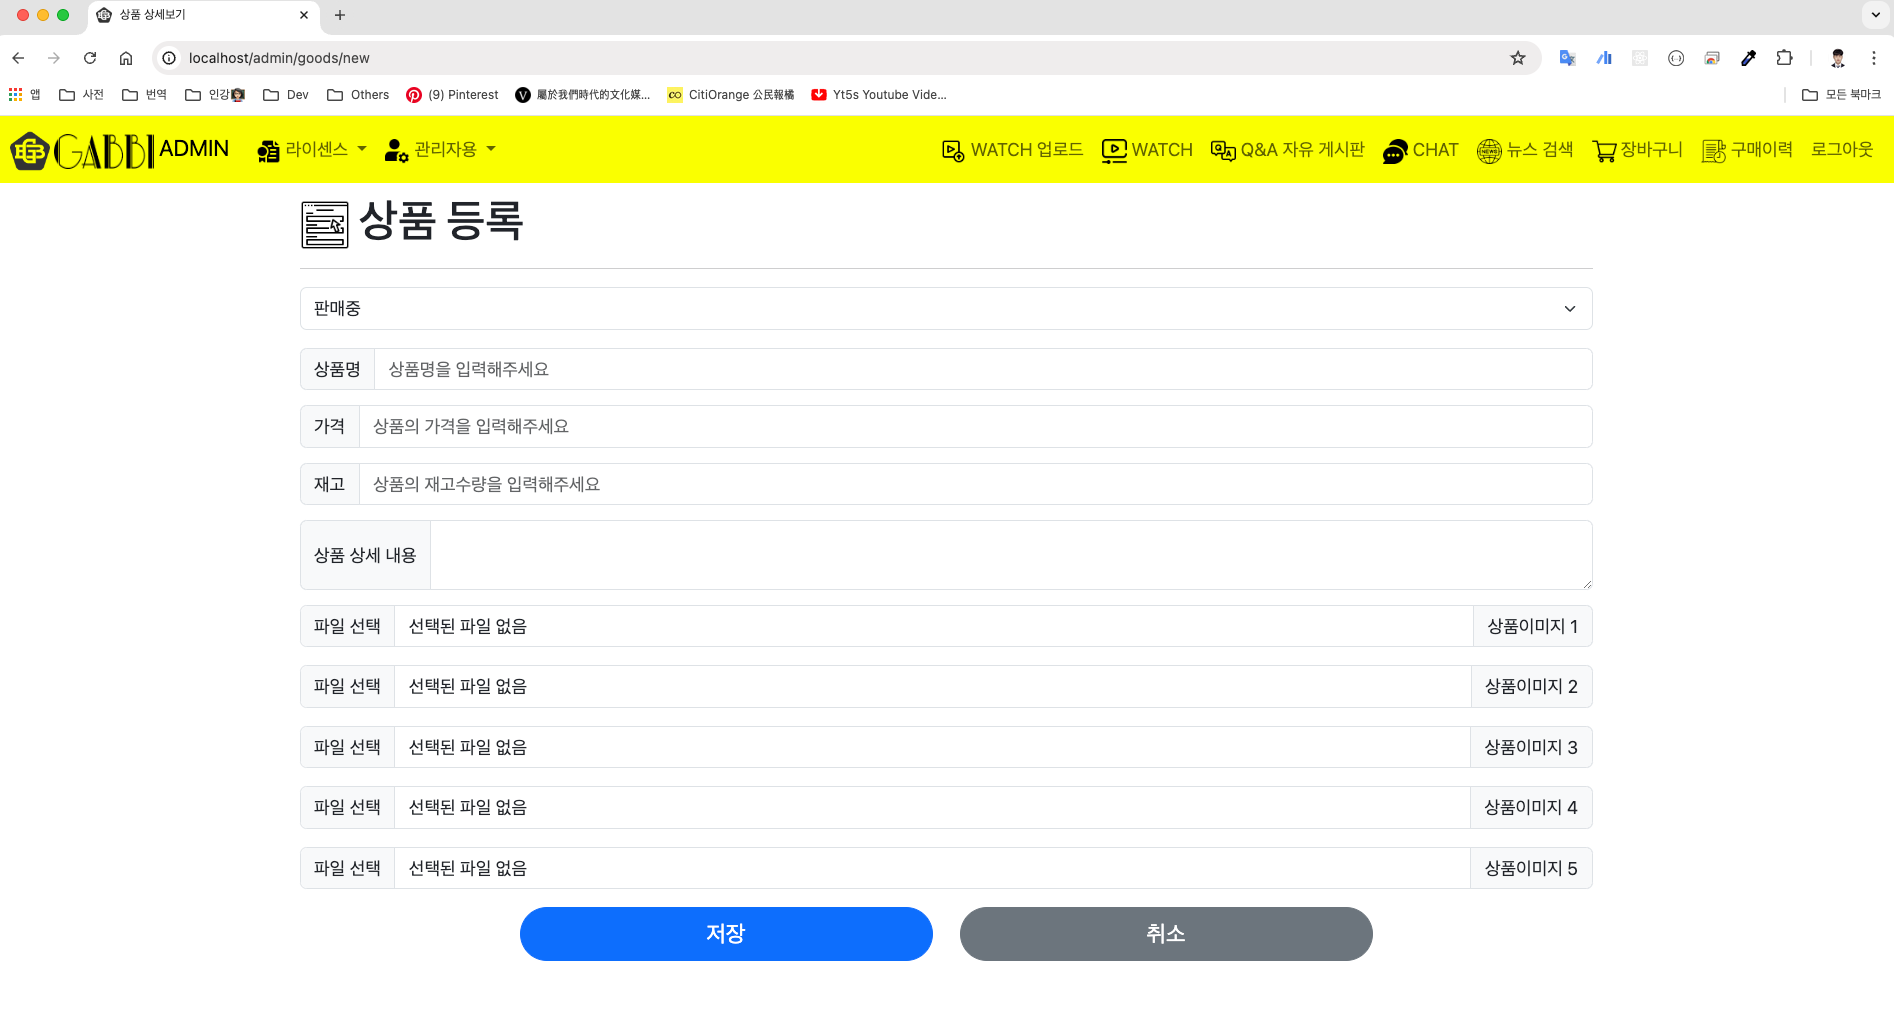 상품 상세보기
localhost/admin/goods/new
앱 사전 번역 인강 Dev Others (9) Pinterest 屬於我們時代的文化媒... CitiOrange 公民報橘 Yt5s Youtube Vide... 모든 북마크
GABBI ADMIN 라이센스 관리자용 WATCH 업로드 WATCH Q&A 자유 게시판 CHAT 뉴스 검색 장바구니 구매이력 로그아웃
상품 등록
판매중
상품명 상품명을 입력해주세요
가격 상품의 가격을 입력해주세요
재고 상품의 재고수량을 입력해주세요
상품 상세 내용
파일 선택 선택된 파일 없음 상품이미지 1
파일 선택 선택된 파일 없음 상품이미지 2
파일 선택 선택된 파일 없음 상품이미지 3
파일 선택 선택된 파일 없음 상품이미지 4
파일 선택 선택된 파일 없음 상품이미지 5
저장 취소